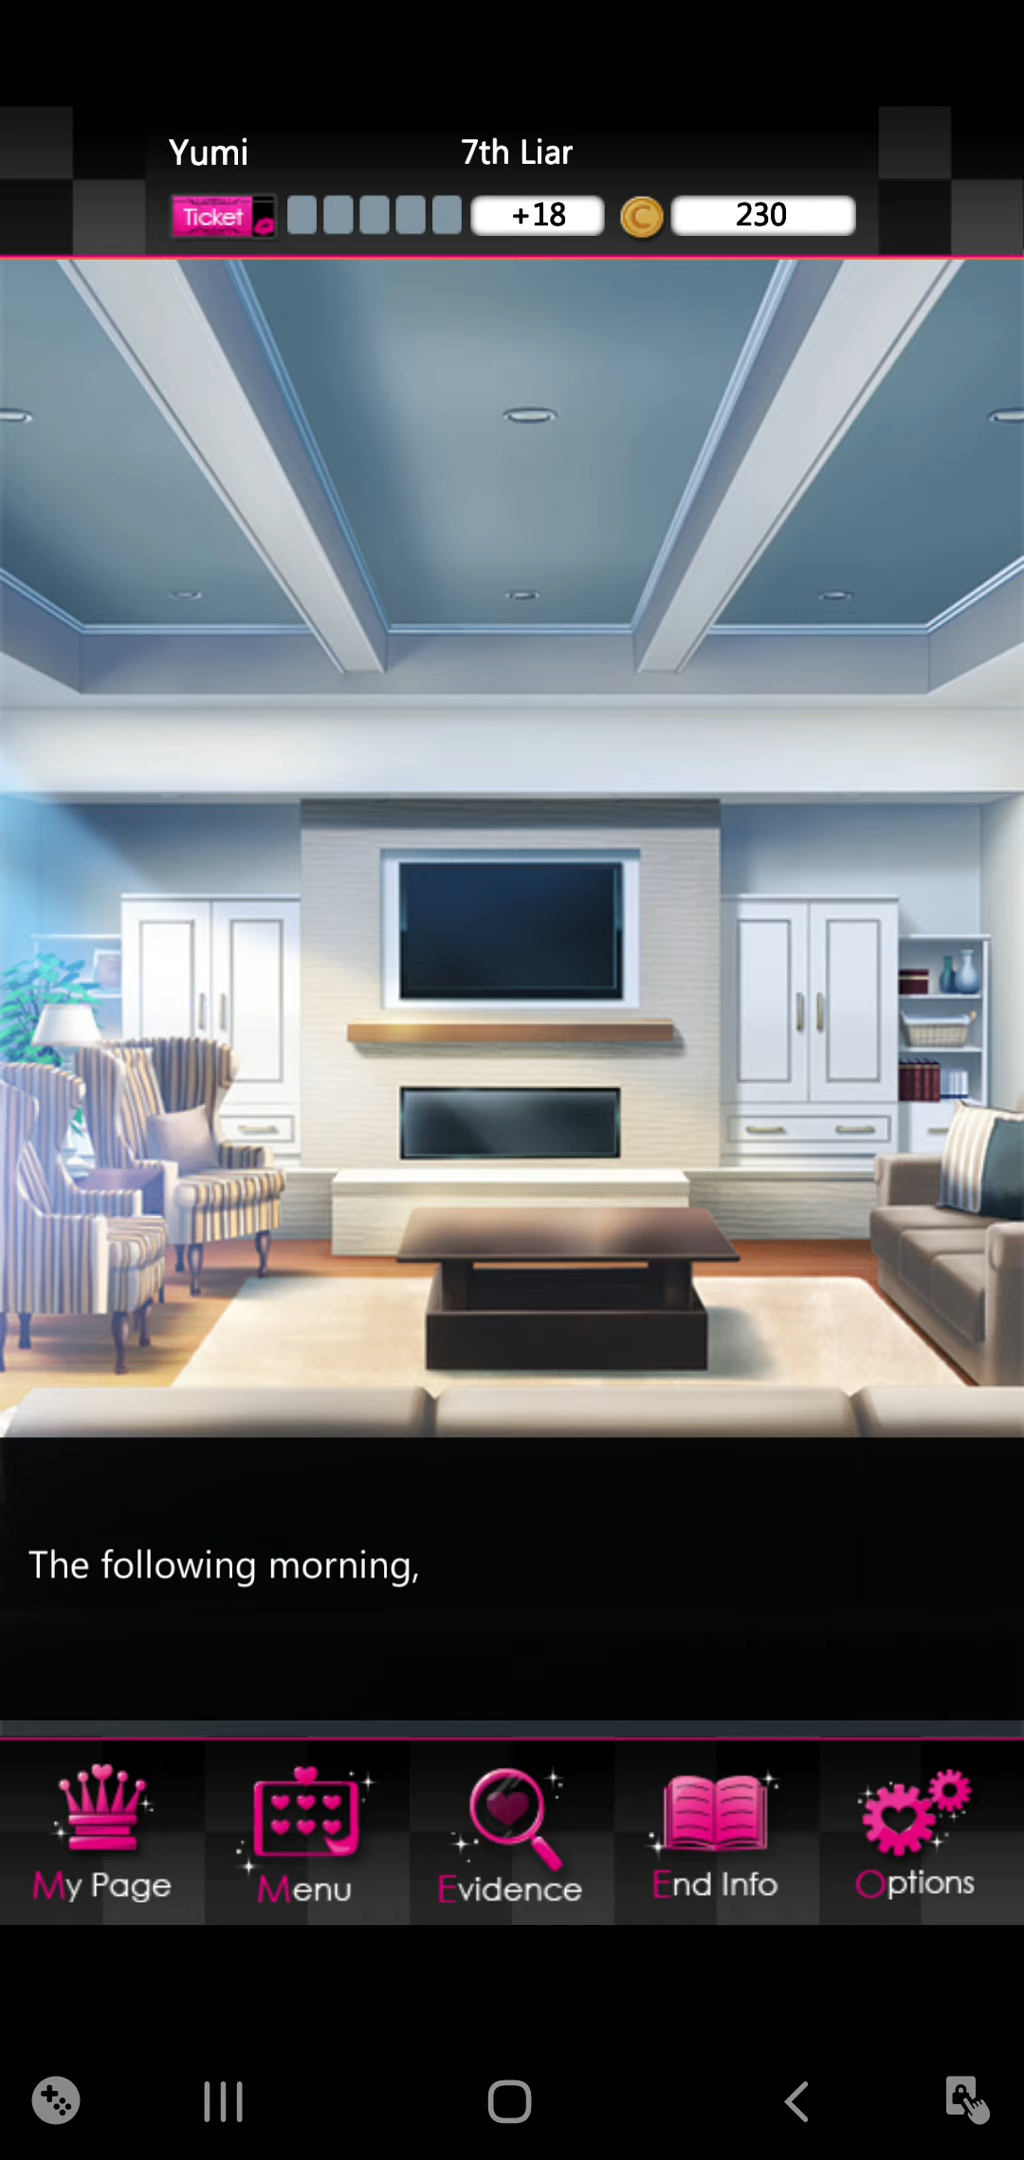 Yumi
7th Liar
Ticket
+18
C
230
The following morning,
My Page
Menu
Evidence
End Info
Options